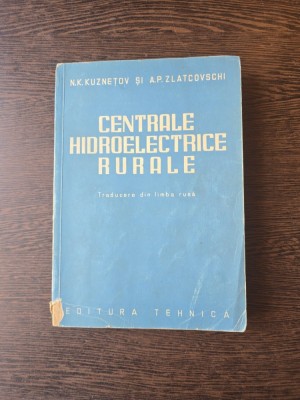 N.K. KUZNEȚOV ȘI A.P. ZLATCOVSCHI
CENTRALE
HIDROELECTRICE
RURALE
Traducere din limba rusă
EDITURA TEHNICĂ